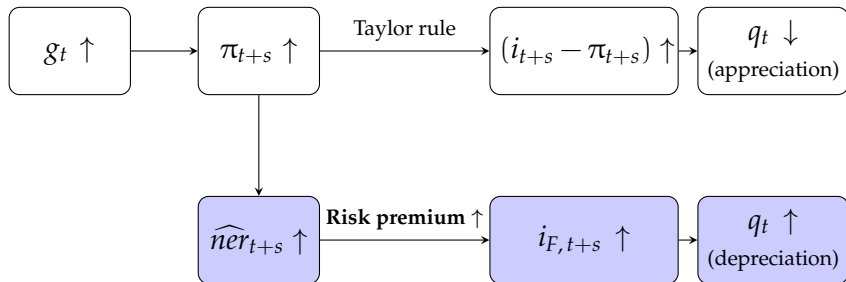 g_t ↑
π_{t+s} ↑
Taylor rule
(i_{t+s} − π_{t+s}) ↑
q_t ↓
(appreciation)
\widehat{ner}_{t+s} ↑
Risk premium ↑
i_{F, t+s} ↑
q_t ↑
(depreciation)